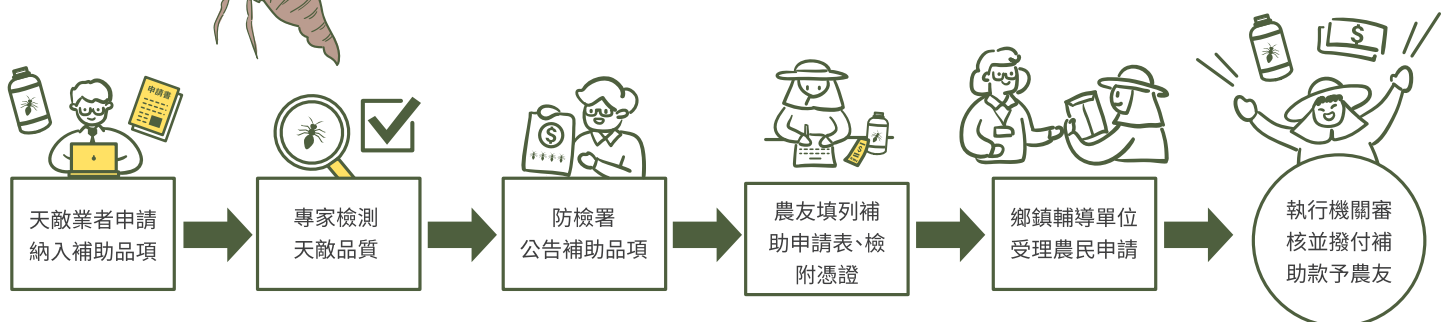 申請書
天敵業者申請
納入補助品項
專家檢測
天敵品質
$
防檢署
公告補助品項
農友填列補
助申請表、檢
附憑證
鄉鎮輔導單位
受理農民申請
$
執行機關審
核並撥付補
助款予農友